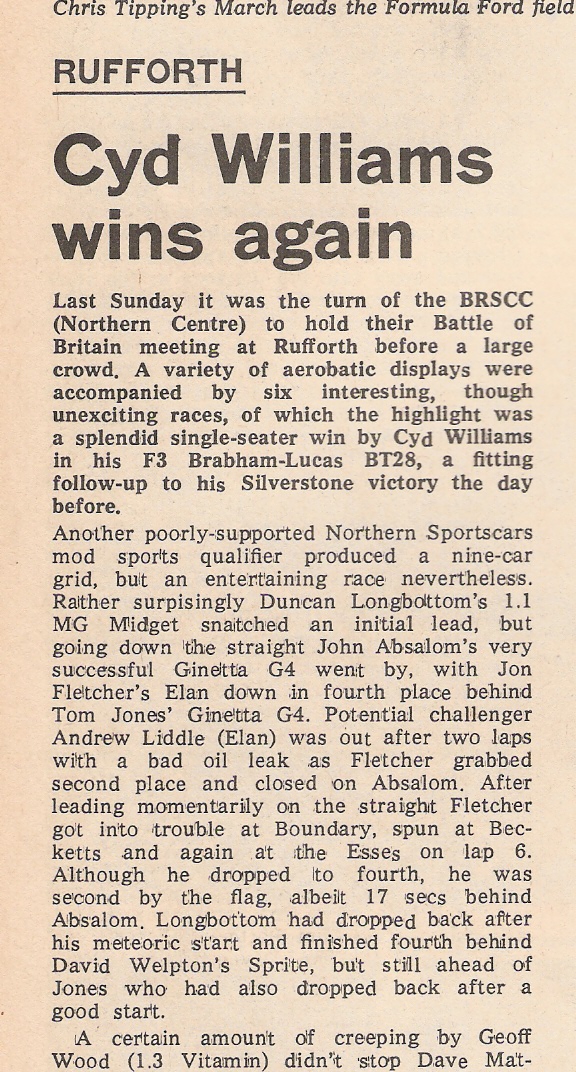 Chris Tipping's March leads the Formula Ford field
RUFFORTH
Cyd Williams
wins again
Last Sunday it was the turn of the BRSCC
(Northern Centre) to hold their Battle of
Britain meeting at Rufforth before a large
crowd. A variety of aerobatic displays were
accompanied by six interesting, though
unexciting races, of which the highlight was
a splendid single-seater win by Cyd Williams
in his F3 Brabham-Lucas BT28, a fitting
follow-up to his Silverstone victory the day
before.
Another poorly-supported Northern Sportscars
mod sports qualifier produced a nine-car
grid, but an entertaining race nevertheless.
Rather surprisingly Duncan Longbottom's 1.1
MG Midget snatched an initial lead, but
going down the straight John Absalom's very
successful Ginetta G4 went by, with Jon
Fletcher's Elan down in fourth place behind
Tom Jones' Ginetta G4. Potential challenger
Andrew Liddle (Elan) was out after two laps
with a bad oil leak as Fletcher grabbed
second place and closed on Absalom. After
leading momentarily on the straight Fletcher
got into trouble at Boundary, spun at Bec-
ketts and again at the Esses on lap 6.
Although he dropped to fourth, he was
second by the flag, albeit 17 secs behind
Absalom. Longbottom had dropped back after
his meteoric start and finished fourth behind
David Welpton's Sprite, but still ahead of
Jones who had also dropped back after a
good start.
A certain amount of creeping by Geoff
Wood (1.3 Vitamin) didn't stop Dave Mat-